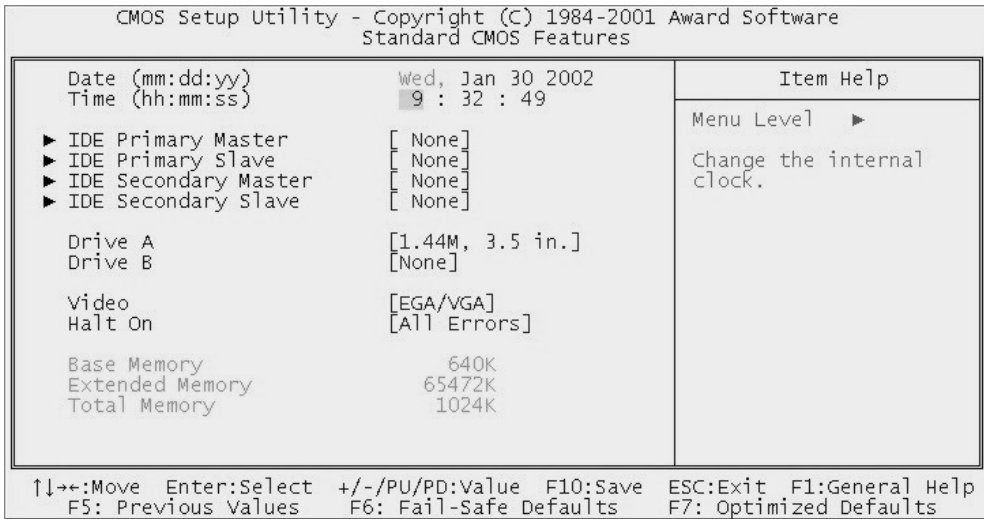 CMOS Setup Utility - Copyright (C) 1984-2001 Award Software
Standard CMOS Features
Date (mm:dd:yy) Wed, Jan 30 2002
Time (hh:mm:ss) 9 : 32 : 49
► IDE Primary Master [ None]
► IDE Primary Slave [ None]
► IDE Secondary Master [ None]
► IDE Secondary Slave [ None]
Drive A [1.44M, 3.5 in.]
Drive B [None]
Video [EGA/VGA]
Halt On [All Errors]
Base Memory 640K
Extended Memory 65472K
Total Memory 1024K
Item Help
Menu Level ►
Change the internal
clock.
↑↓→←:Move Enter:Select +/-/PU/PD:Value F10:Save ESC:Exit F1:General Help
F5: Previous Values F6: Fail-Safe Defaults F7: Optimized Defaults